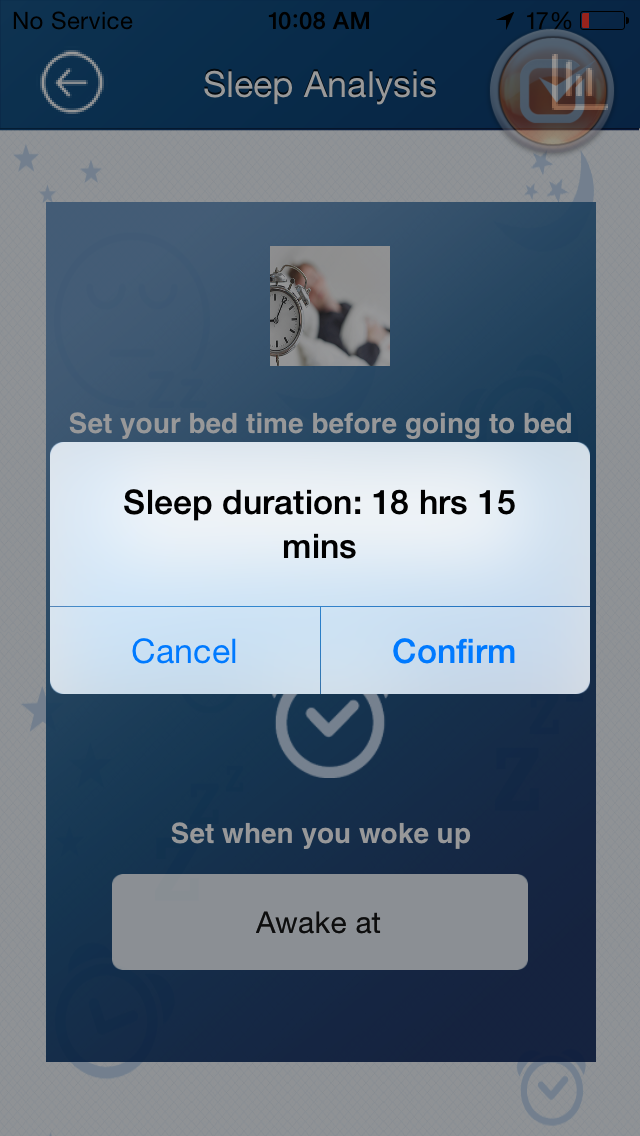 No Service 10:08 AM 17%
Sleep Analysis
Set your bed time before going to bed
Sleep duration: 18 hrs 15
mins
Cancel Confirm
Set when you woke up
Awake at